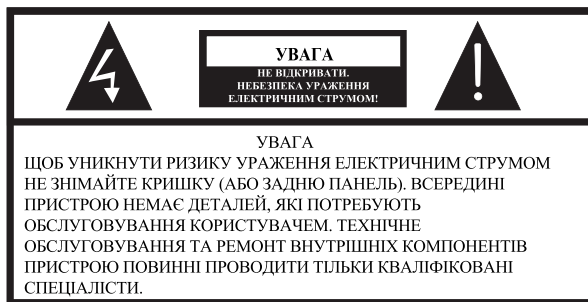 УВАГА
НЕ ВІДКРИВАТИ.
НЕБЕЗПЕКА УРАЖЕННЯ
ЕЛЕКТРИЧНИМ СТРУМОМ!
УВАГА
ЩОБ УНИКНУТИ РИЗИКУ УРАЖЕННЯ ЕЛЕКТРИЧНИМ СТРУМОМ
НЕ ЗНІМАЙТЕ КРИШКУ (АБО ЗАДНЮ ПАНЕЛЬ). ВСЕРЕДИНІ
ПРИСТРОЮ НЕМАЄ ДЕТАЛЕЙ, ЯКІ ПОТРЕБУЮТЬ
ОБСЛУГОВУВАННЯ КОРИСТУВАЧЕМ. ТЕХНІЧНЕ
ОБСЛУГОВУВАННЯ ТА РЕМОНТ ВНУТРІШНІХ КОМПОНЕНТІВ
ПРИСТРОЮ ПОВИННІ ПРОВОДИТИ ТІЛЬКИ КВАЛІФІКОВАНІ
СПЕЦІАЛІСТИ.